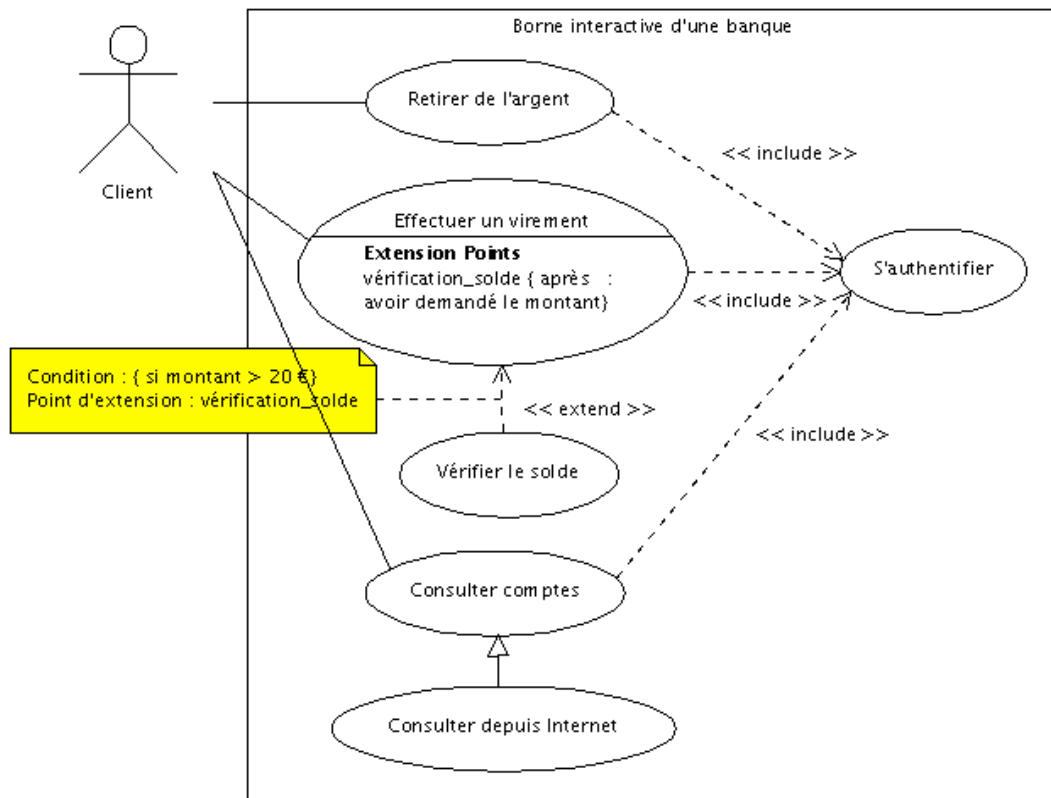 Borne interactive d'une banque
Retirer de l'argent
<< include >>
Client
Effectuer un virement
Extension Points
vérification_solde { après :
avoir demandé le montant}
S'authentifier
<< include >>
Condition : { si montant > 20 €}
Point d'extension : vérification_solde
<< extend >>
<< include >>
Vérifier le solde
Consulter comptes
Consulter depuis Internet